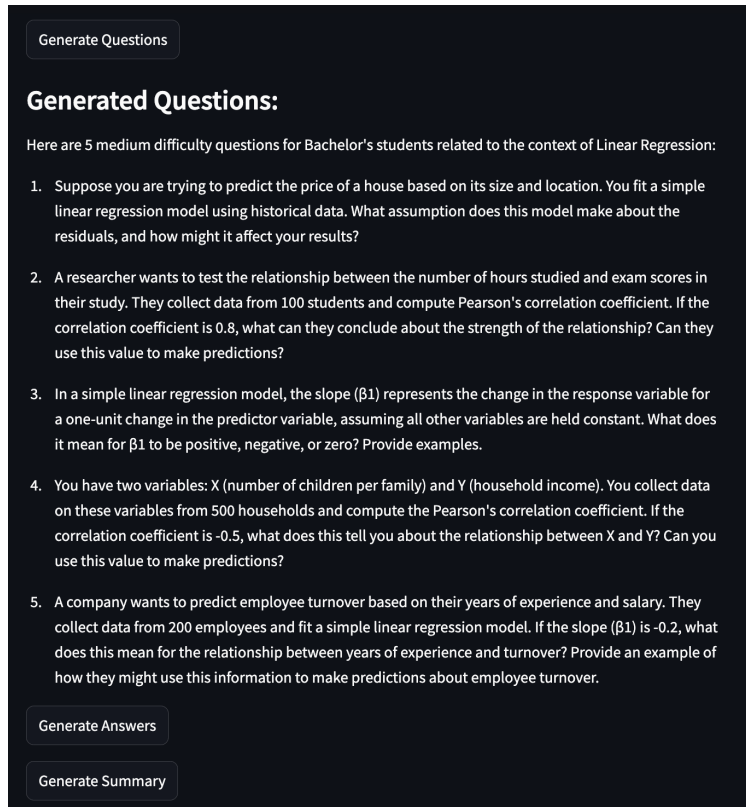 Generate Questions
Generated Questions:
Here are 5 medium difficulty questions for Bachelor's students related to the context of Linear Regression:
1. Suppose you are trying to predict the price of a house based on its size and location. You fit a simple
linear regression model using historical data. What assumption does this model make about the
residuals, and how might it affect your results?
2. A researcher wants to test the relationship between the number of hours studied and exam scores in
their study. They collect data from 100 students and compute Pearson's correlation coefficient. If the
correlation coefficient is 0.8, what can they conclude about the strength of the relationship? Can they
use this value to make predictions?
3. In a simple linear regression model, the slope (β1) represents the change in the response variable for
a one-unit change in the predictor variable, assuming all other variables are held constant. What does
it mean for β1 to be positive, negative, or zero? Provide examples.
4. You have two variables: X (number of children per family) and Y (household income). You collect data
on these variables from 500 households and compute the Pearson's correlation coefficient. If the
correlation coefficient is -0.5, what does this tell you about the relationship between X and Y? Can you
use this value to make predictions?
5. A company wants to predict employee turnover based on their years of experience and salary. They
collect data from 200 employees and fit a simple linear regression model. If the slope (β1) is -0.2, what
does this mean for the relationship between years of experience and turnover? Provide an example of
how they might use this information to make predictions about employee turnover.
Generate Answers
Generate Summary